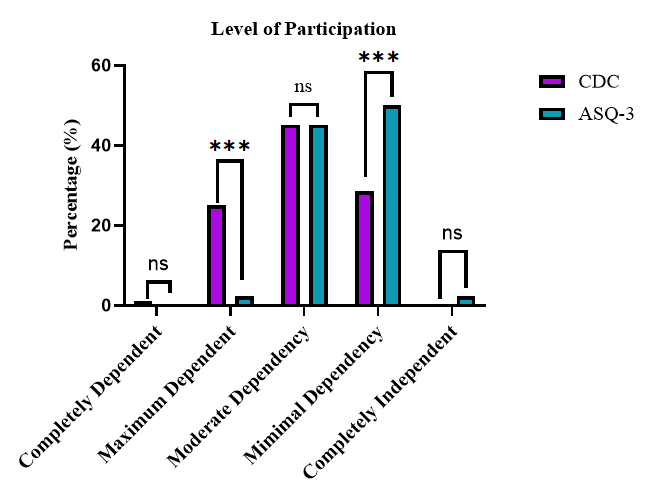 Level of Participation
***
60
ns
CDC
ASQ-3
***
40
Percentage (%)
20
ns
ns
0
Completely Dependent
Maximum Dependent
Moderate Dependency
Mimimal Dependency
Completely Independent